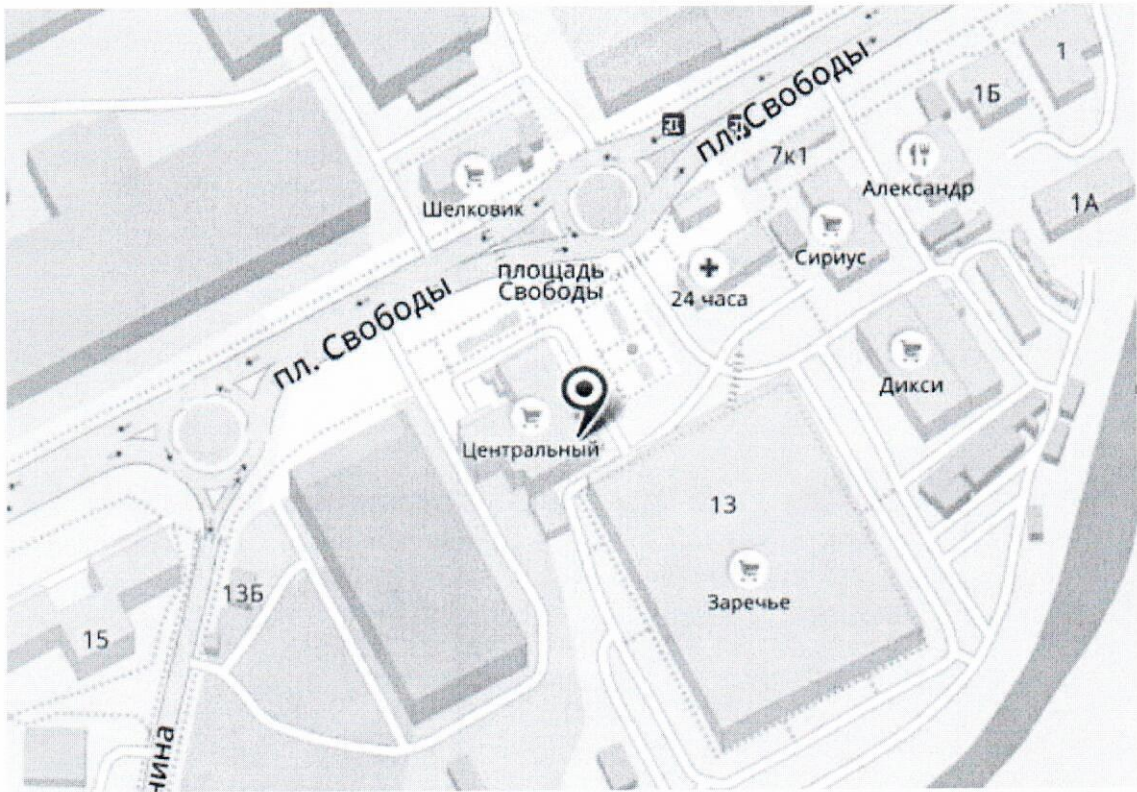 пл. Свободы
1
1Б
7к1
Шелковик
Александр
1А
Сириус
площадь
Свободы
24 часа
пл. Свободы
Дикси
Центральный
13
13Б
Заречье
15